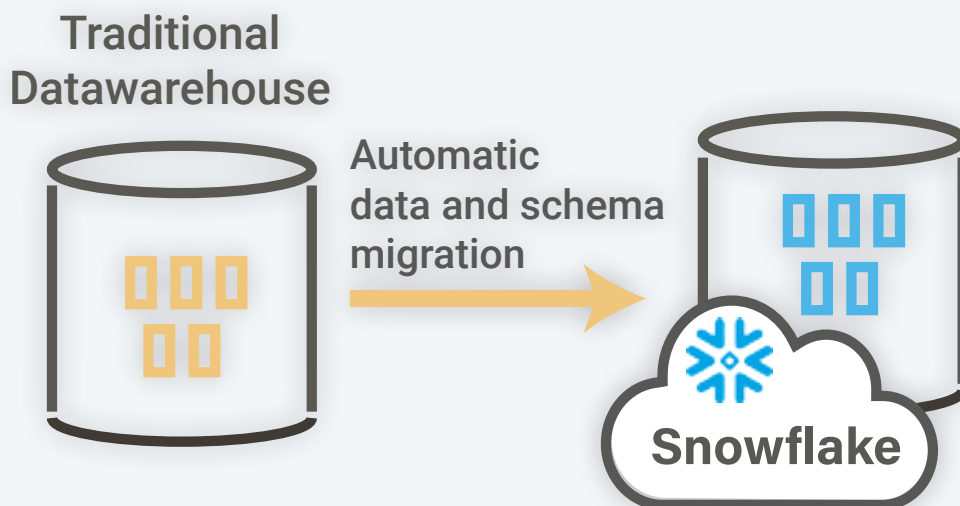 Traditional
Datawarehouse
Automatic
data and schema
migration
Snowflake